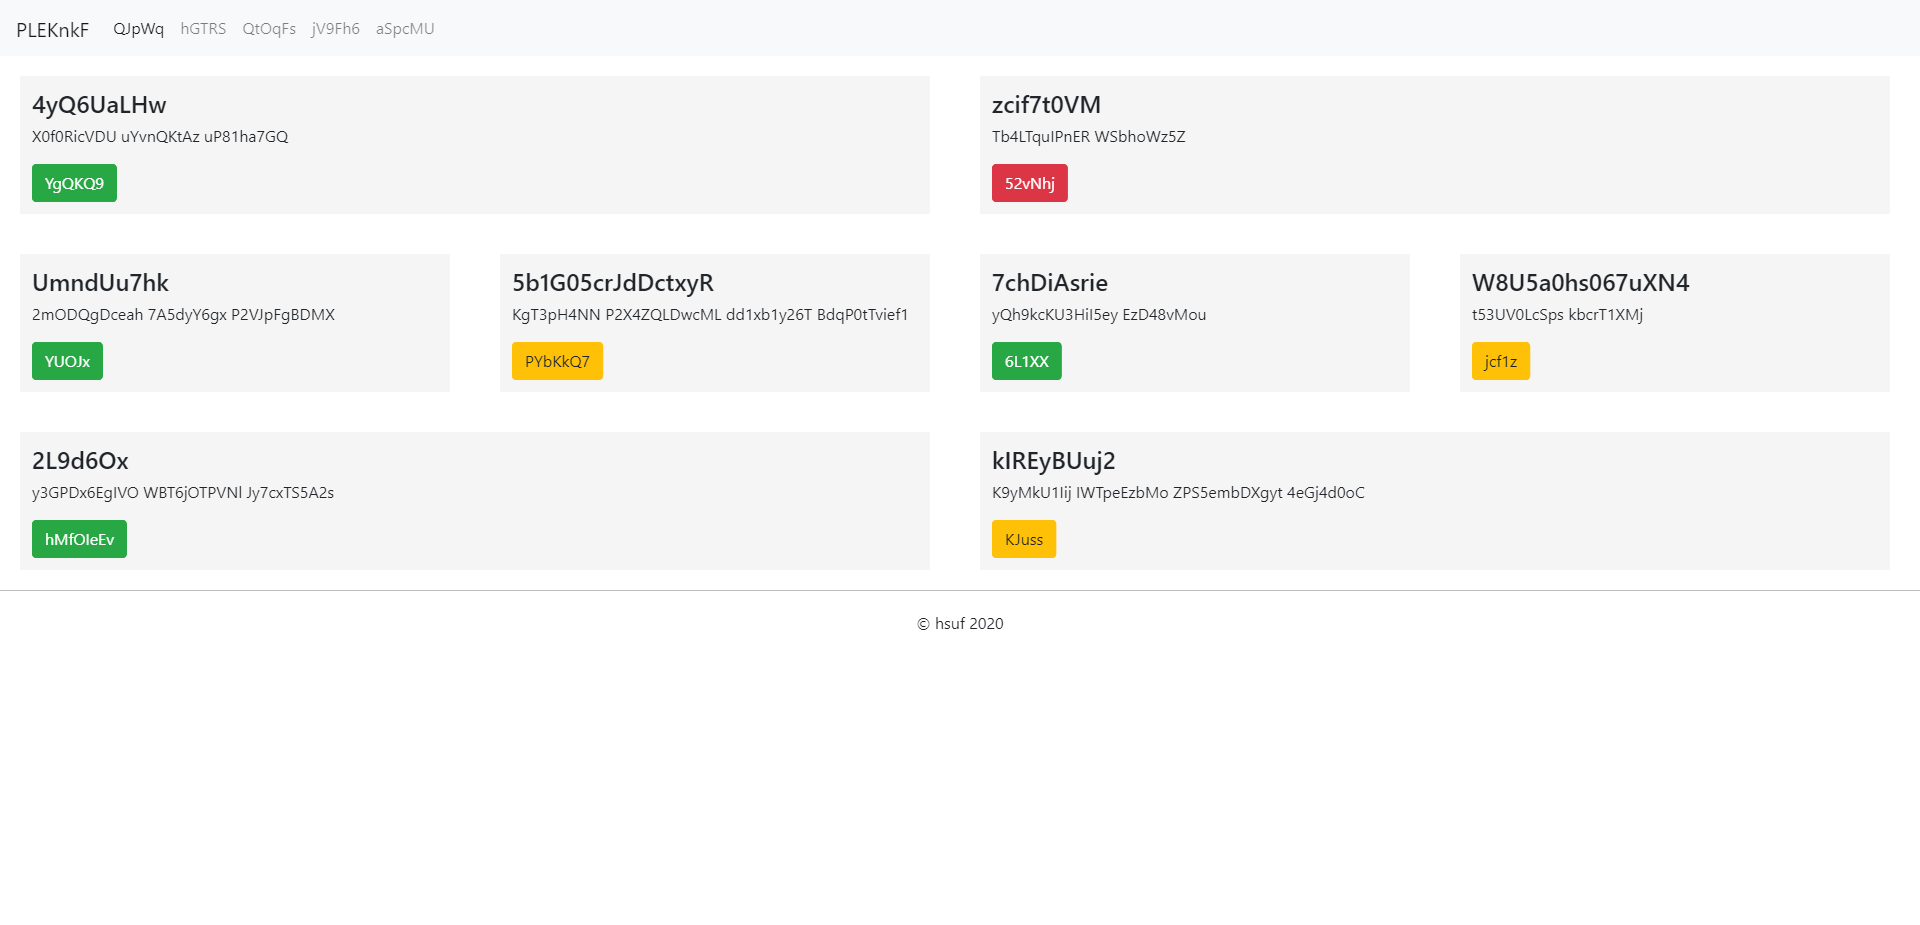 PLEKnkF QJpWq hGTRS QtOqFs jV9Fh6 aSpcMU
4yQ6UaLHw
X0f0RicVDU uYvnQKtAz uP81ha7GQ
YgQKQ9
zcif7t0VM
Tb4LTquIPnER WSbhoWz5Z
52vNhj
UmndUu7hk
2mODQgDceah 7A5dyY6gx P2VJpFgBDMX
YUOJx
5b1G05crJdDctxyR
KgT3pH4NN P2X4ZQLDwcML dd1xb1y26T BdqP0tTvief1
PYbKkQ7
7chDiAsrie
yQh9kcKU3HiI5ey EzD48vMou
6L1XX
W8U5a0hs067uXN4
t53UV0LcSps kbcrT1XMj
jcf1z
2L9d6Ox
y3GPDx6EgIVO WBT6jOTPVNl Jy7cxTS5A2s
hMfOIeEv
kIREyBUuj2
K9yMkU1Iij IWTpeEzbMo ZPS5embDXgyt 4eGj4d0oC
KJuss
© hsuf 2020